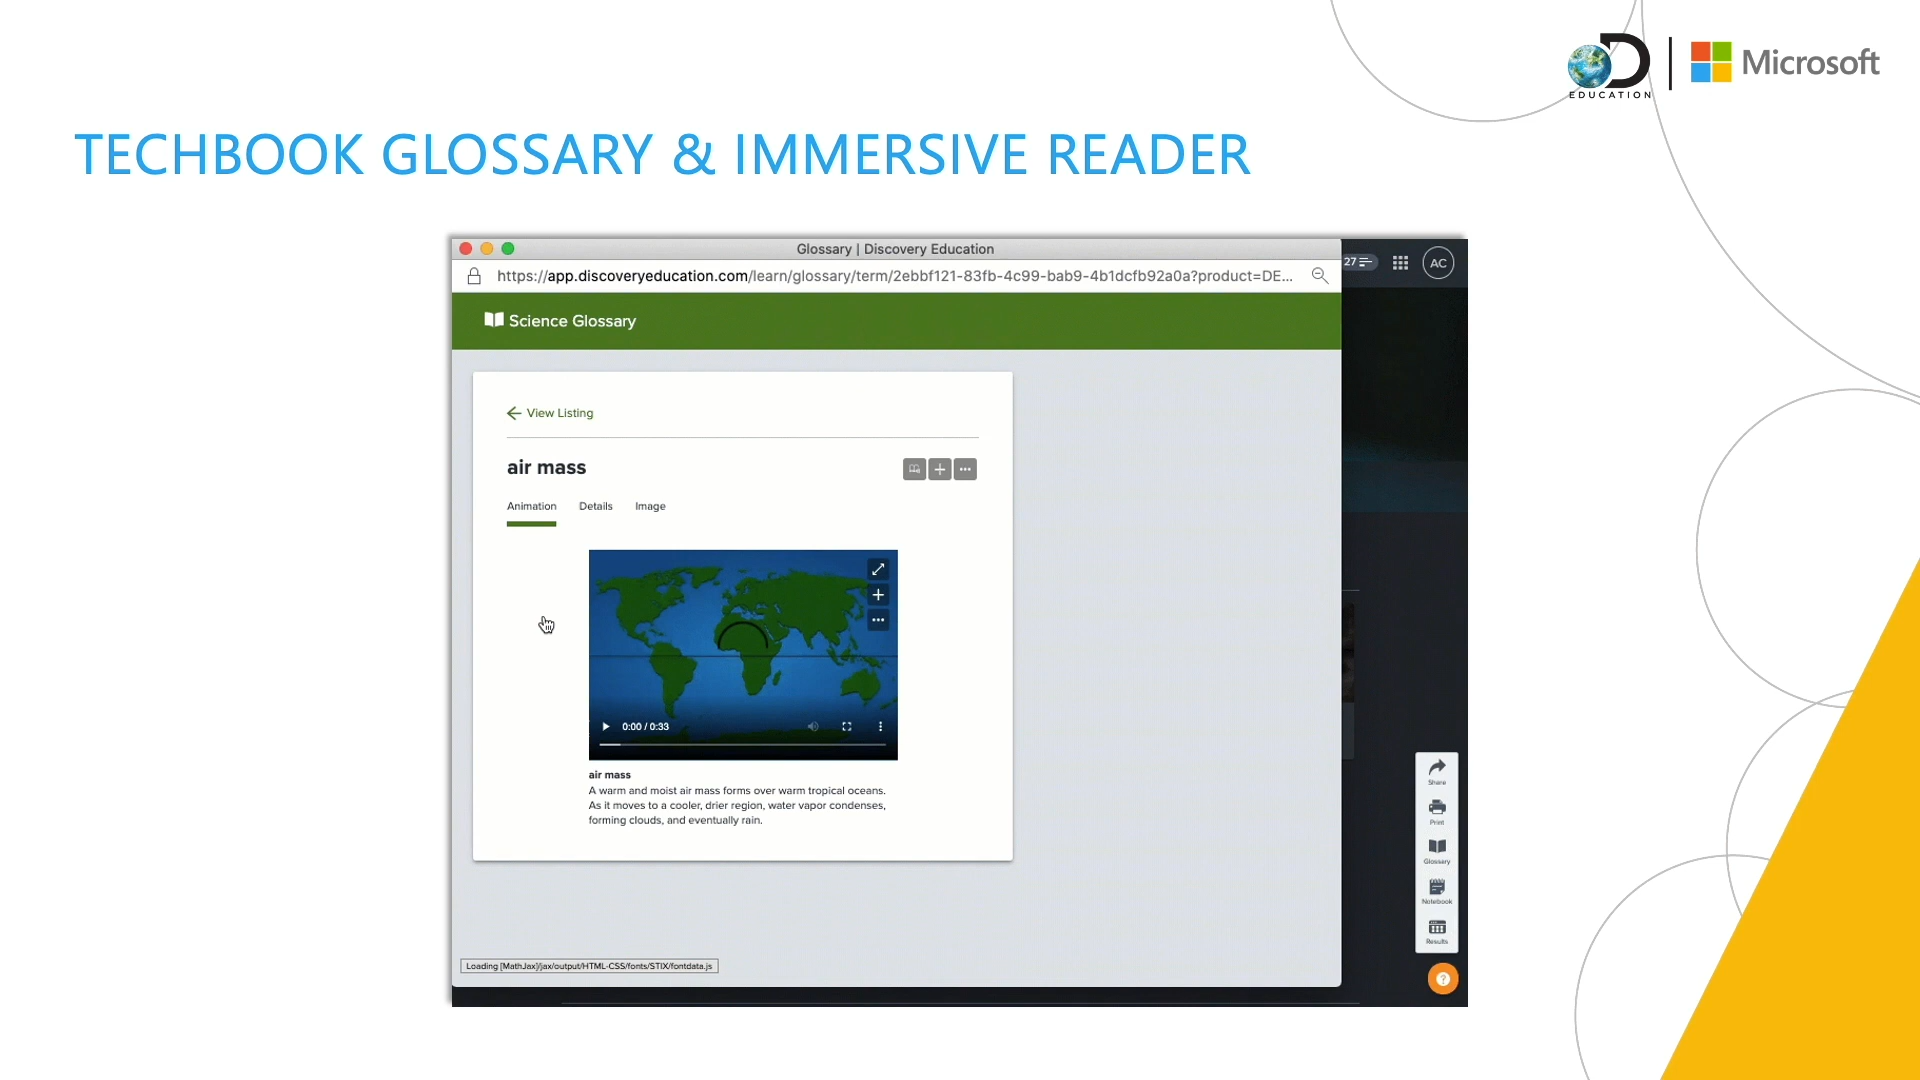 EDUCATION
Microsoft
TECHBOOK GLOSSARY & IMMERSIVE READER
Glossary | Discovery Education
https://app.discoveryeducation.com/learn/glossary/term/2ebbf121-83fb-4c99-bab9-4b1dcfb92a0a?product=DE...
27
AC
Science Glossary
View Listing
air mass
Animation Details Image
0:00 / 0:33
air mass
A warm and moist air mass forms over warm tropical oceans.
As it moves to a cooler, drier region, water vapor condenses,
forming clouds, and eventually rain.
Share
Print
Glossary
Notebook
Results
Loading [MathJax]/jax/output/HTML-CSS/fonts/STIX/fontdata.js
?